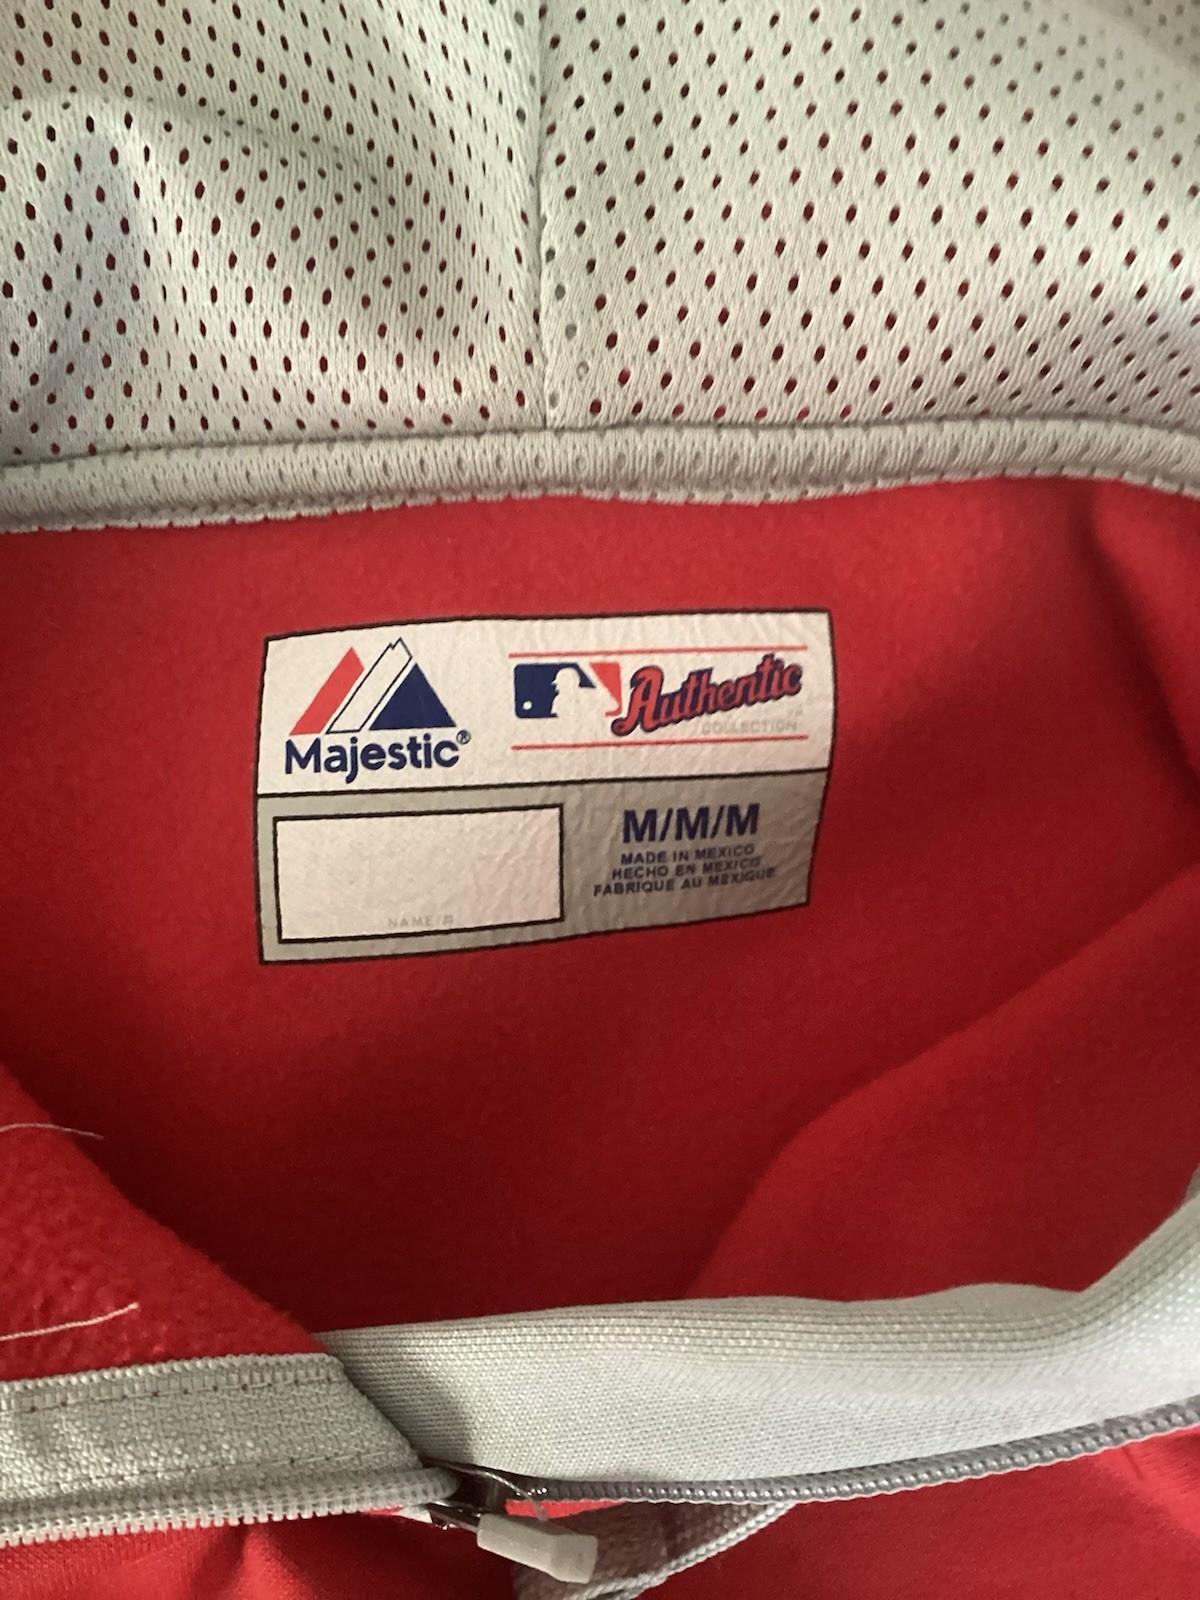 Majestic®
Authentic
COLLECTION
NAME/#
M/M/M
MADE IN MEXICO
HECHO EN MEXICO
FABRIQUE AU MEXIQUE